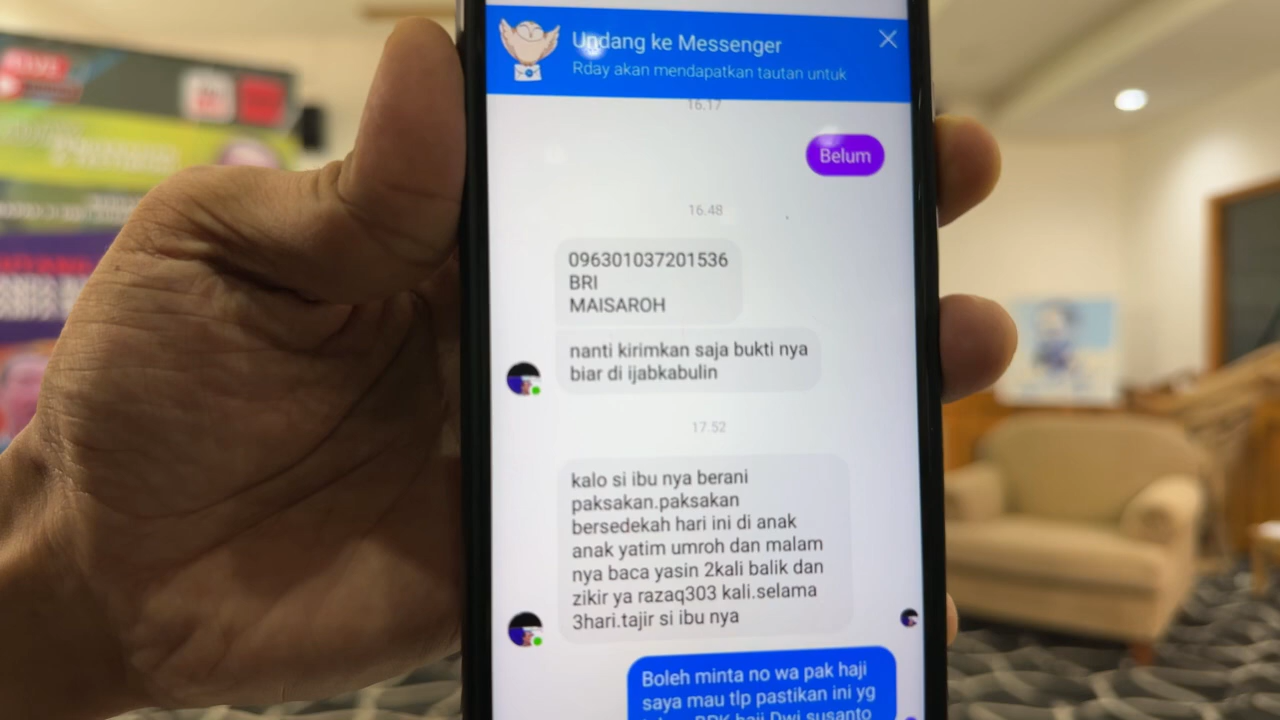 Undang ke Messenger
Rday akan mendapatkan tautan untuk
16.17
Belum
16.48
096301037201536
BRI
MAISAROH
nanti kirimkan saja bukti nya
biar di ijabkabulin
17.52
kalo si ibu nya berani
paksakan.paksakan
bersedekah hari ini di anak
anak yatim umroh dan malam
nya baca yasin 2kali balik dan
zikir ya razaq303 kali.selama
3hari.tajir si ibu nya
Boleh minta no wa pak haji
saya mau tlp pastikan ini yg
haji Dwi susanto